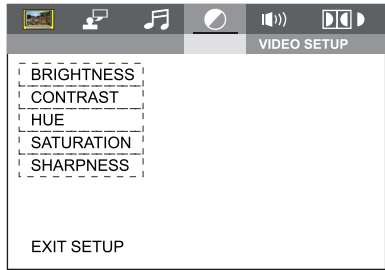 VIDEO SETUP
BRIGHTNESS
CONTRAST
HUE
SATURATION
SHARPNESS
EXIT SETUP